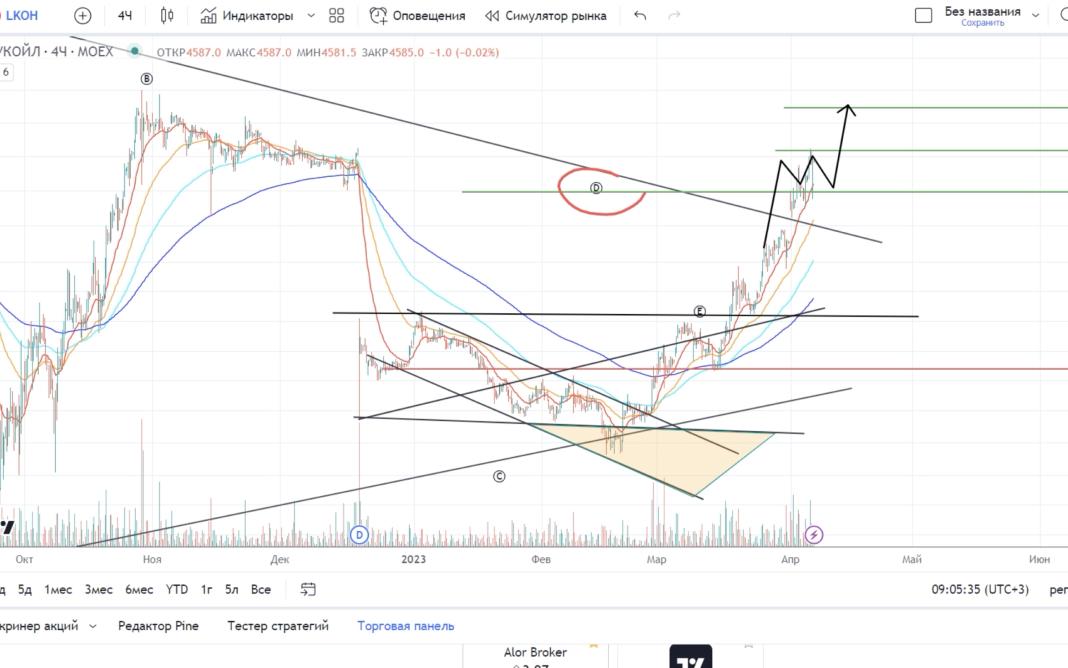 LKOH 4Ч Индикаторы Оповещения Симулятор рынка Без названия
Сохранить
УКОЙЛ · 4Ч · MOEX ОТКР4587.0 МАКС4587.0 МИН4581.5 ЗАКР4585.0 −1.0 (−0.02%)
6
B
D
E
C
D
Окт Ноя Дек 2023 Фев Мар Апр Май Июн
д 5д 1мес 3мес 6мес YTD 1г 5л Все 09:05:35 (UTC+3) рег
кринер акций Редактор Pine Тестер стратегий Торговая панель
Alor Broker